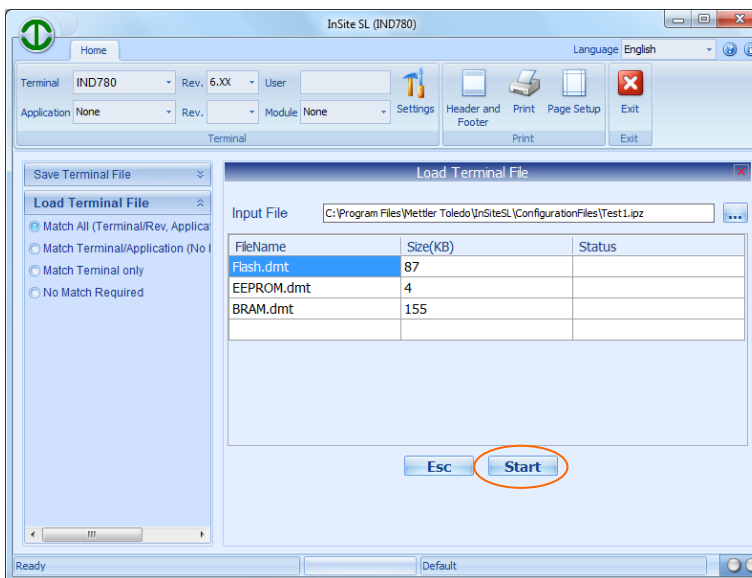 InSite SL (IND780)
Home
Language English
Terminal IND780 Rev. 6.XX User
Application None Rev. Module None
Settings
Header and Footer
Print
Page Setup
Exit
Terminal
Print
Exit
Save Terminal File
Load Terminal File
Match All (Terminal/Rev, Applica
Match Terminal/Application (No
Match Teminal only
No Match Required
Load Terminal File
Input File C:\Program Files\Mettler Toledo\InSiteSL\ConfigurationFiles\Test1.ipz ...
FileName Size(KB) Status
Flash.dmt 87
EEPROM.dmt 4
BRAM.dmt 155
Esc Start
Ready Default